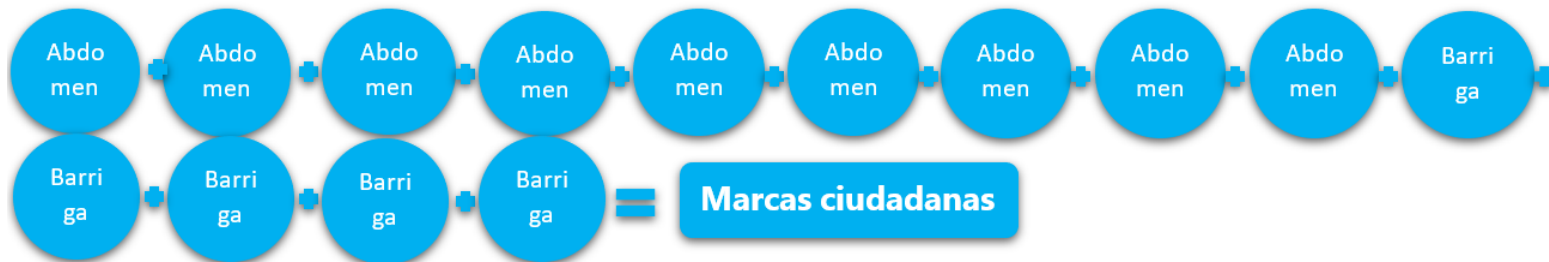 Abdo Abdo Abdo Abdo Abdo Abdo Abdo Abdo Abdo Barri
men men men men men men men men men ga
Barri Barri Barri Barri
ga ga ga ga
Marcas ciudadanas